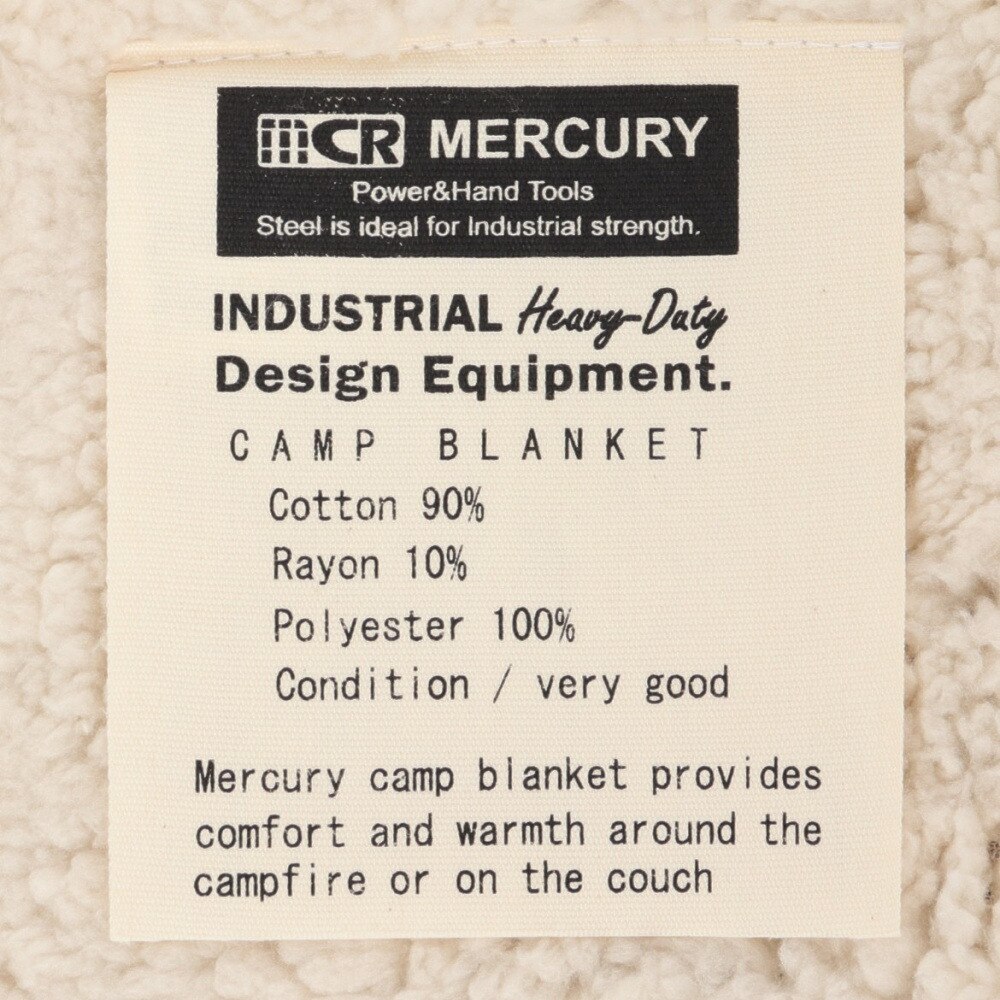 mCR MERCURY
Power&Hand Tools
Steel is ideal for Industrial strength.
INDUSTRIAL Heavy-Duty
Design Equipment.
CAMP BLANKET
Cotton 90%
Rayon 10%
Polyester 100%
Condition / very good
Mercury camp blanket provides
comfort and warmth around the
campfire or on the couch